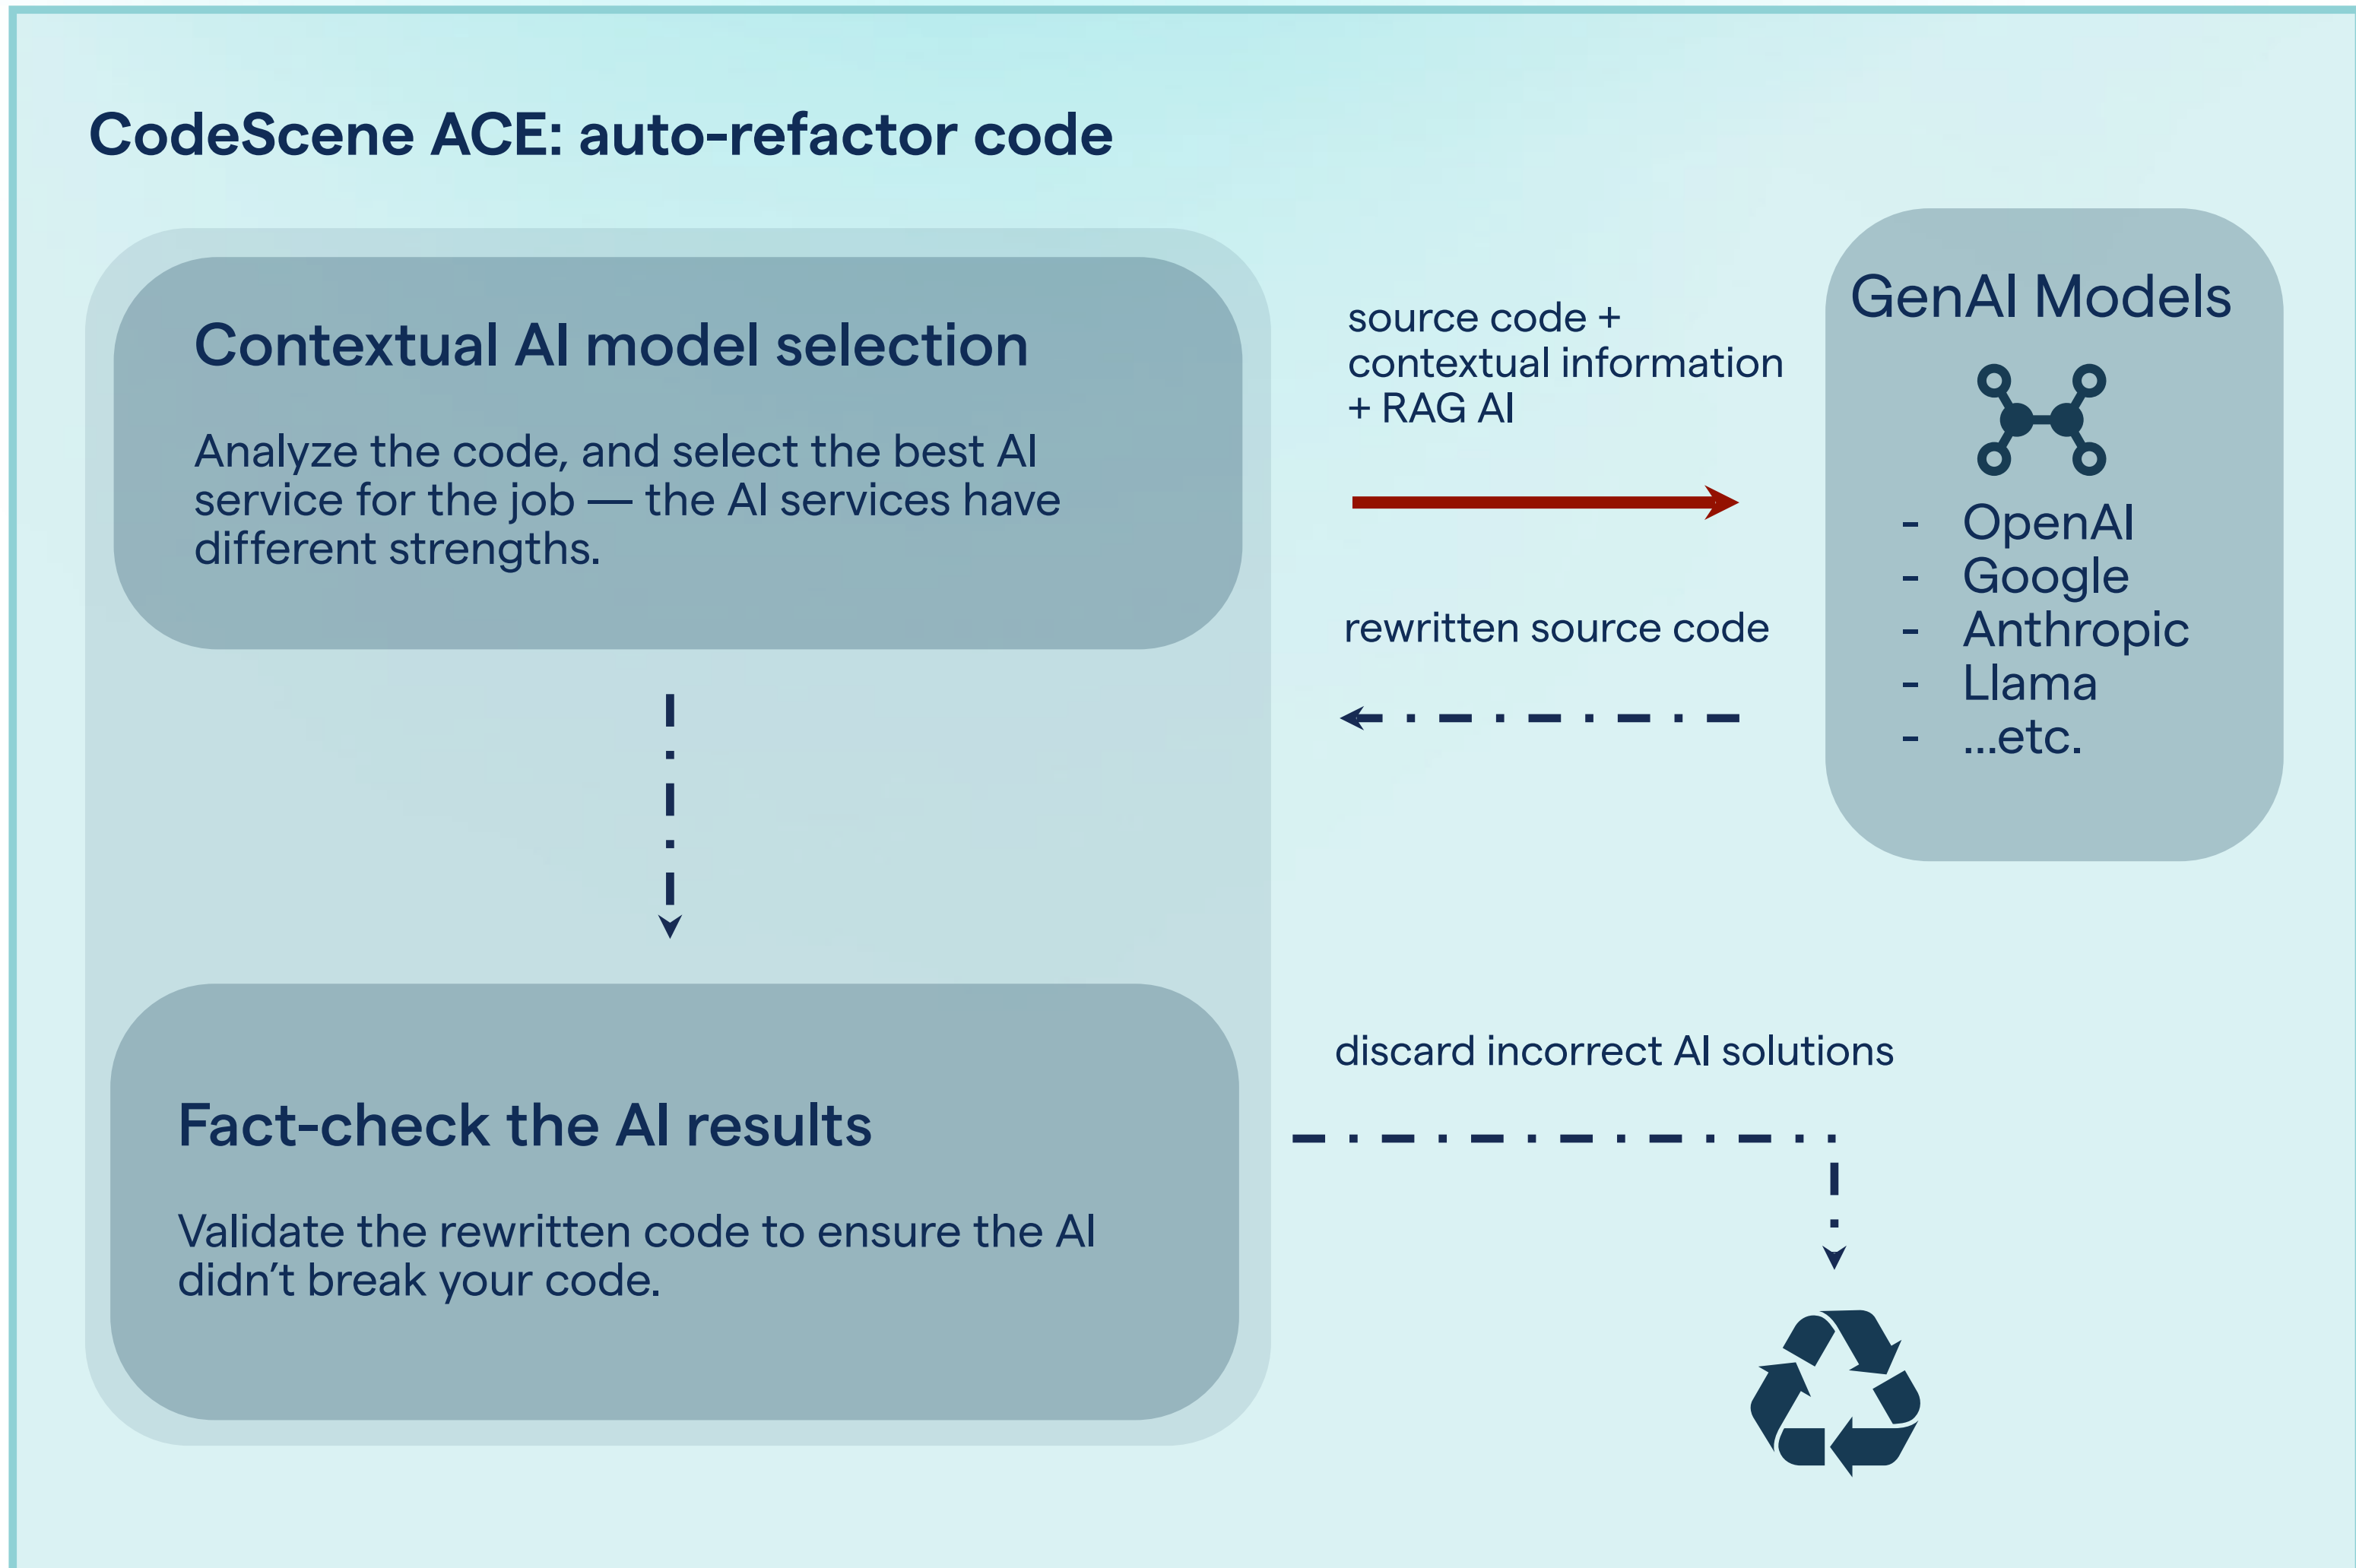 CodeScene ACE: auto-refactor code
Contextual AI model selection
Analyze the code, and select the best AI
service for the job — the AI services have
different strengths.
source code +
contextual information
+ RAG AI
rewritten source code
GenAI Models
- OpenAI
- Google
- Anthropic
- Llama
- ...etc.
Fact-check the AI results
Validate the rewritten code to ensure the AI
didn’t break your code.
discard incorrect AI solutions